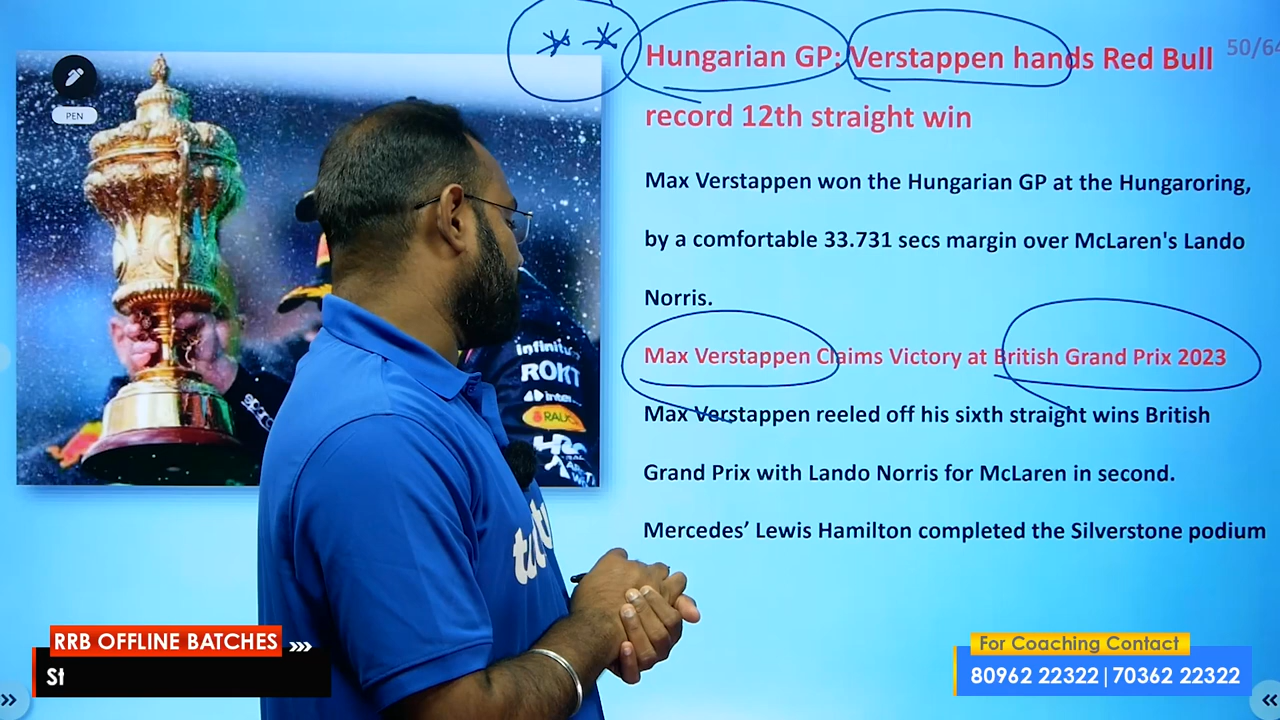 50/64
Hungarian GP: Verstappen hands Red Bull
record 12th straight win
PEN
Max Verstappen won the Hungarian GP at the Hungaroring,
by a comfortable 33.731 secs margin over McLaren's Lando
Norris.
Max Verstappen Claims Victory at British Grand Prix 2023
Max Verstappen reeled off his sixth straight wins British
Grand Prix with Lando Norris for McLaren in second.
Mercedes’ Lewis Hamilton completed the Silverstone podium
ROKT
RRB OFFLINE BATCHES »»
St
For Coaching Contact
80962 22322|70362 22322